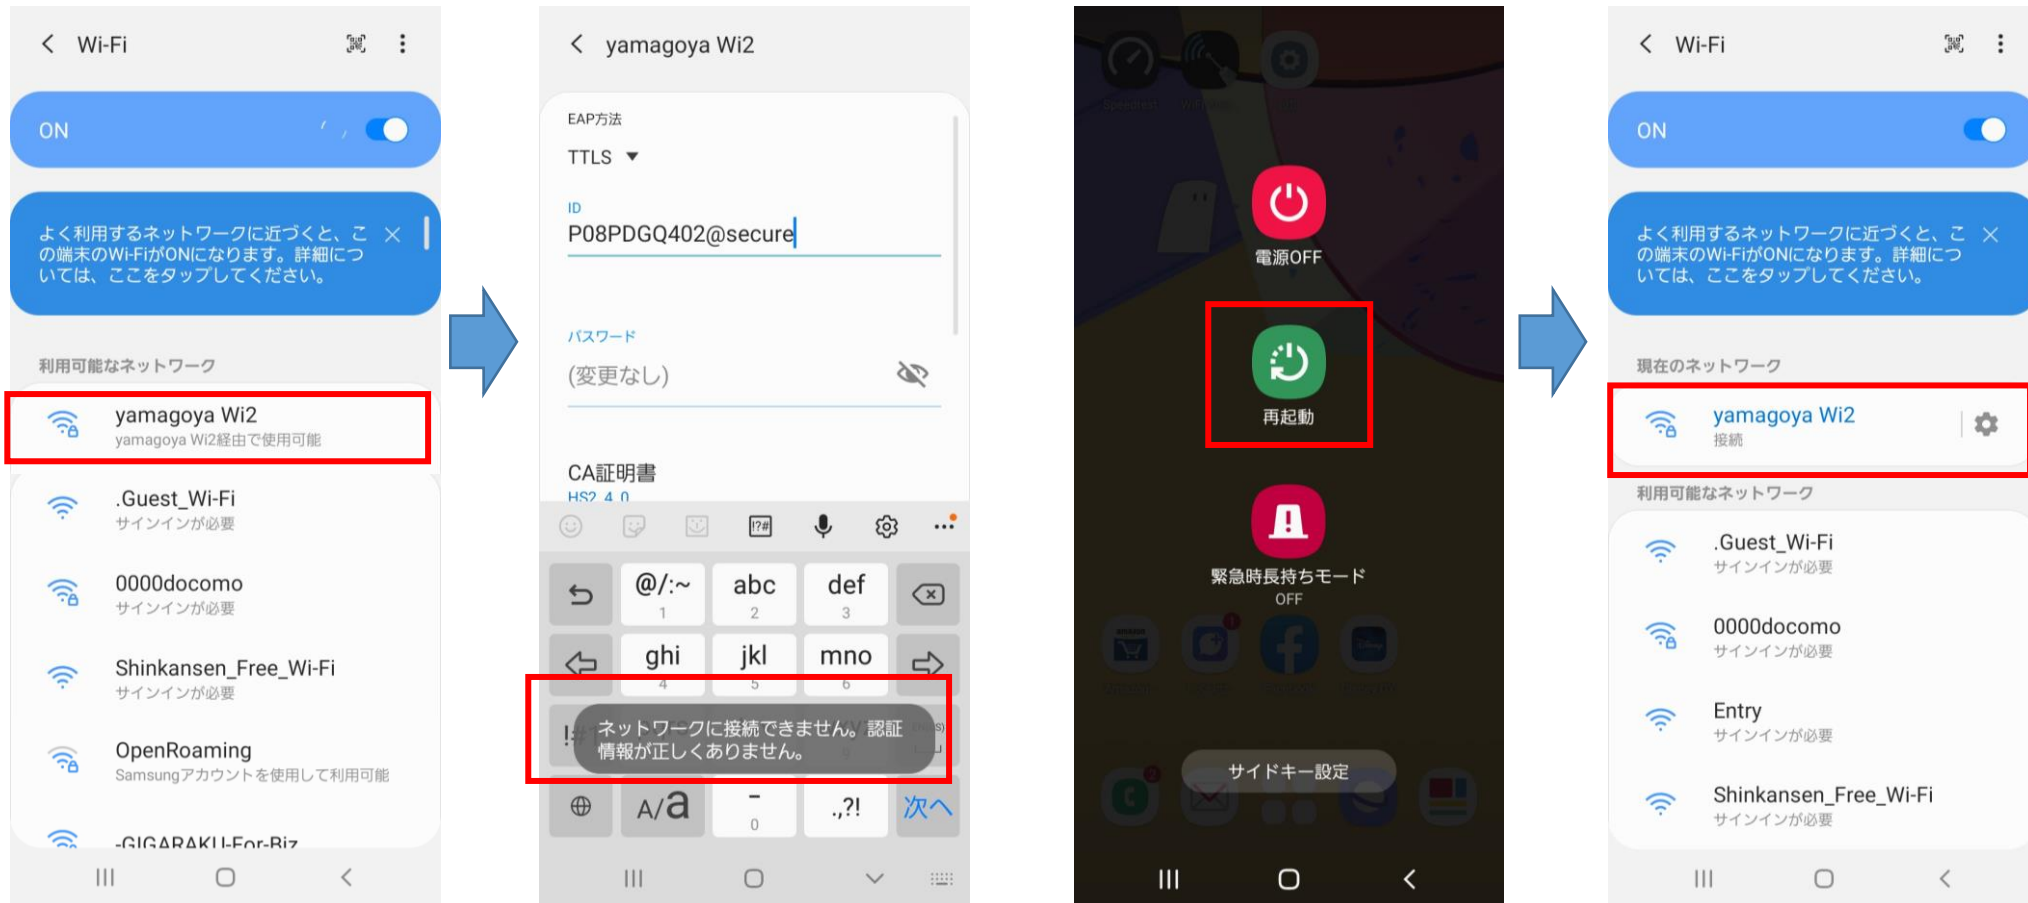 Wi-Fi
ON
よく利用するネットワークに近づくと、こ
の端末のWi-FiがONになります。詳細につ
いては、ここをタップしてください。
利用可能なネットワーク
yamagoya Wi2
yamagoya Wi2経由で使用可能
.Guest_Wi-Fi
サインインが必要
0000docomo
サインインが必要
Shinkansen_Free_Wi-Fi
サインインが必要
OpenRoaming
Samsungアカウントを使用して利用可能
-GIGARAKU-For-Biz
yamagoya Wi2
EAP方法
TTLS
ID
P08PDGQ402@secure
パスワード
(変更なし)
CA証明書
HS2_4_0
!?#
@/:~
1
abc
2
def
3
ghi
4
jkl
5
mno
6
ネットワークに接続できません。認証
情報が正しくありません。
A/a
-
0
.,?!
次へ
Speedtest
電源OFF
再起動
緊急時長持ちモード
OFF
サイドキー設定
Wi-Fi
ON
よく利用するネットワークに近づくと、こ
の端末のWi-FiがONになります。詳細につ
いては、ここをタップしてください。
現在のネットワーク
yamagoya Wi2
接続
利用可能なネットワーク
.Guest_Wi-Fi
サインインが必要
0000docomo
サインインが必要
Entry
サインインが必要
Shinkansen_Free_Wi-Fi
サインインが必要